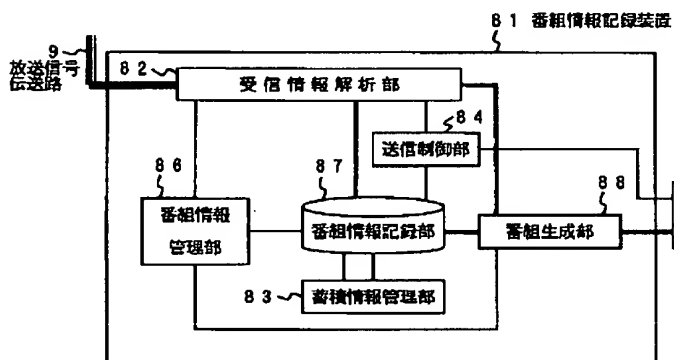 81 番組情報記録装置
9
放送信号
伝送路
82
受信情報解析部
84
送信制御部
86
番組情報
管理部
87
番組情報記録部
88
番組生成部
83
蓄積情報管理部